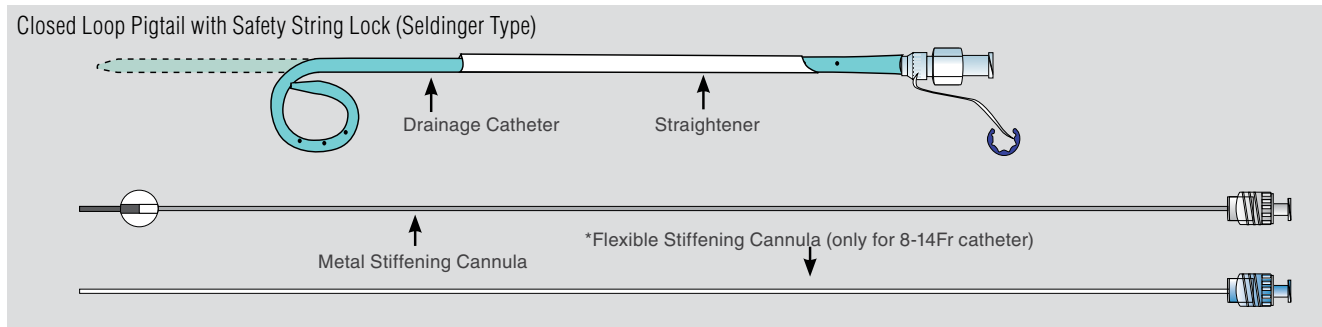 Closed Loop Pigtail with Safety String Lock (Seldinger Type)
Drainage Catheter
Straightener
Metal Stiffening Cannula
*Flexible Stiffening Cannula (only for 8-14Fr catheter)